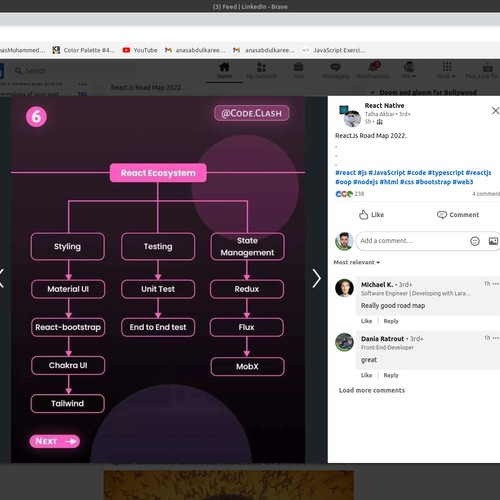 (3) Feed | LinkedIn - Brave
Color Palette #4...
YouTube
anasabdulkaree...
anasabdulkaree...
JavaScript Exerci...
Search
Home
My Network
Jobs
Messaging
Notifications
Me
Work
Post a job
ReactJs Road Map 2022.
Doom and gloom for Bollywood
6
@CODE.CLASH
React Ecosystem
Styling
Testing
State Management
Material UI
Unit Test
Redux
React-bootstrap
End to End test
Flux
Chakra UI
MobX
Tailwind
NEXT
React Native
Talha Akbar • 3rd+
5h •
ReactJs Road Map 2022.
.
.
.
#react #js #JavaScript #code #typescript #reactjs
#oop #nodejs #html #css #bootstrap #web3
238
4 comment
Like
Comment
Add a comment...
Most relevant
Michael K. • 3rd+
1h
Software Engineer | Developing with Lara...
Really good road map
Like | Reply
Dania Ratrout • 3rd+
1h
Front-End-Developer
great
Like | Reply
Load more comments